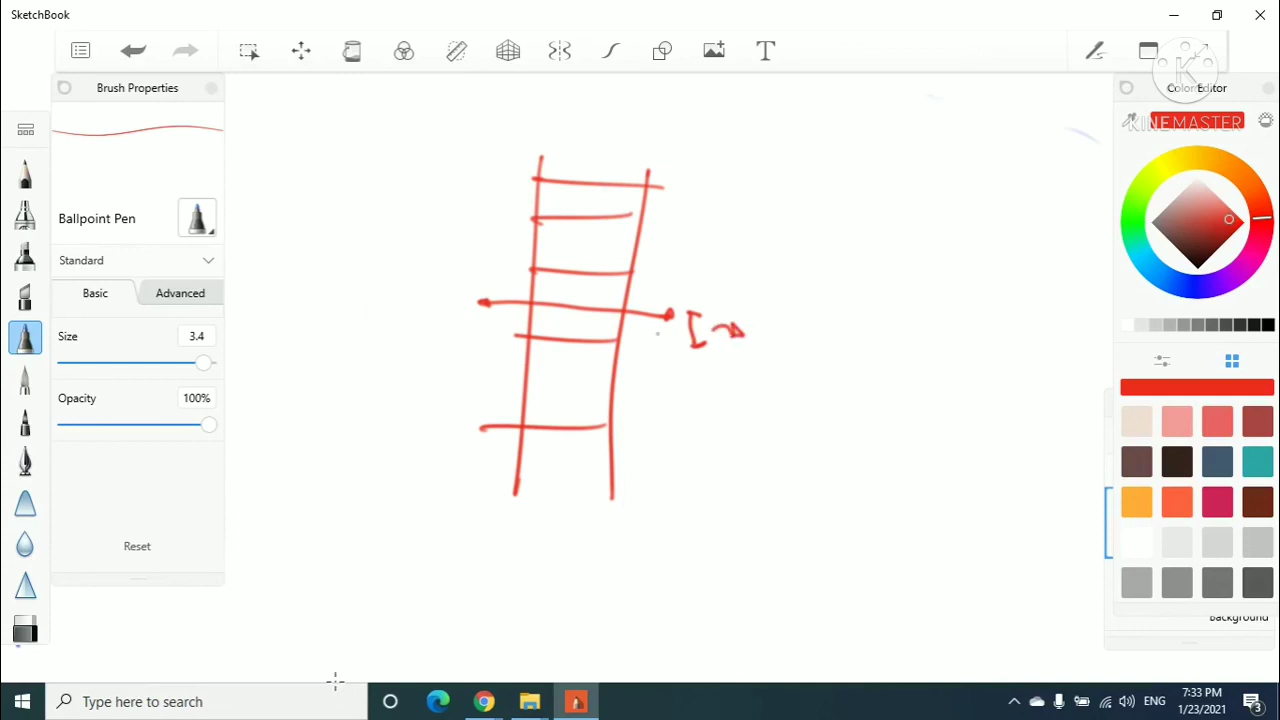 SketchBook
Brush Properties
Color Editor
KINEMASTER
Ballpoint Pen
Standard
Basic
Advanced
Size
3.4
Opacity
100%
Reset
Background
Type here to search
ENG
7:33 PM
1/23/2021
3